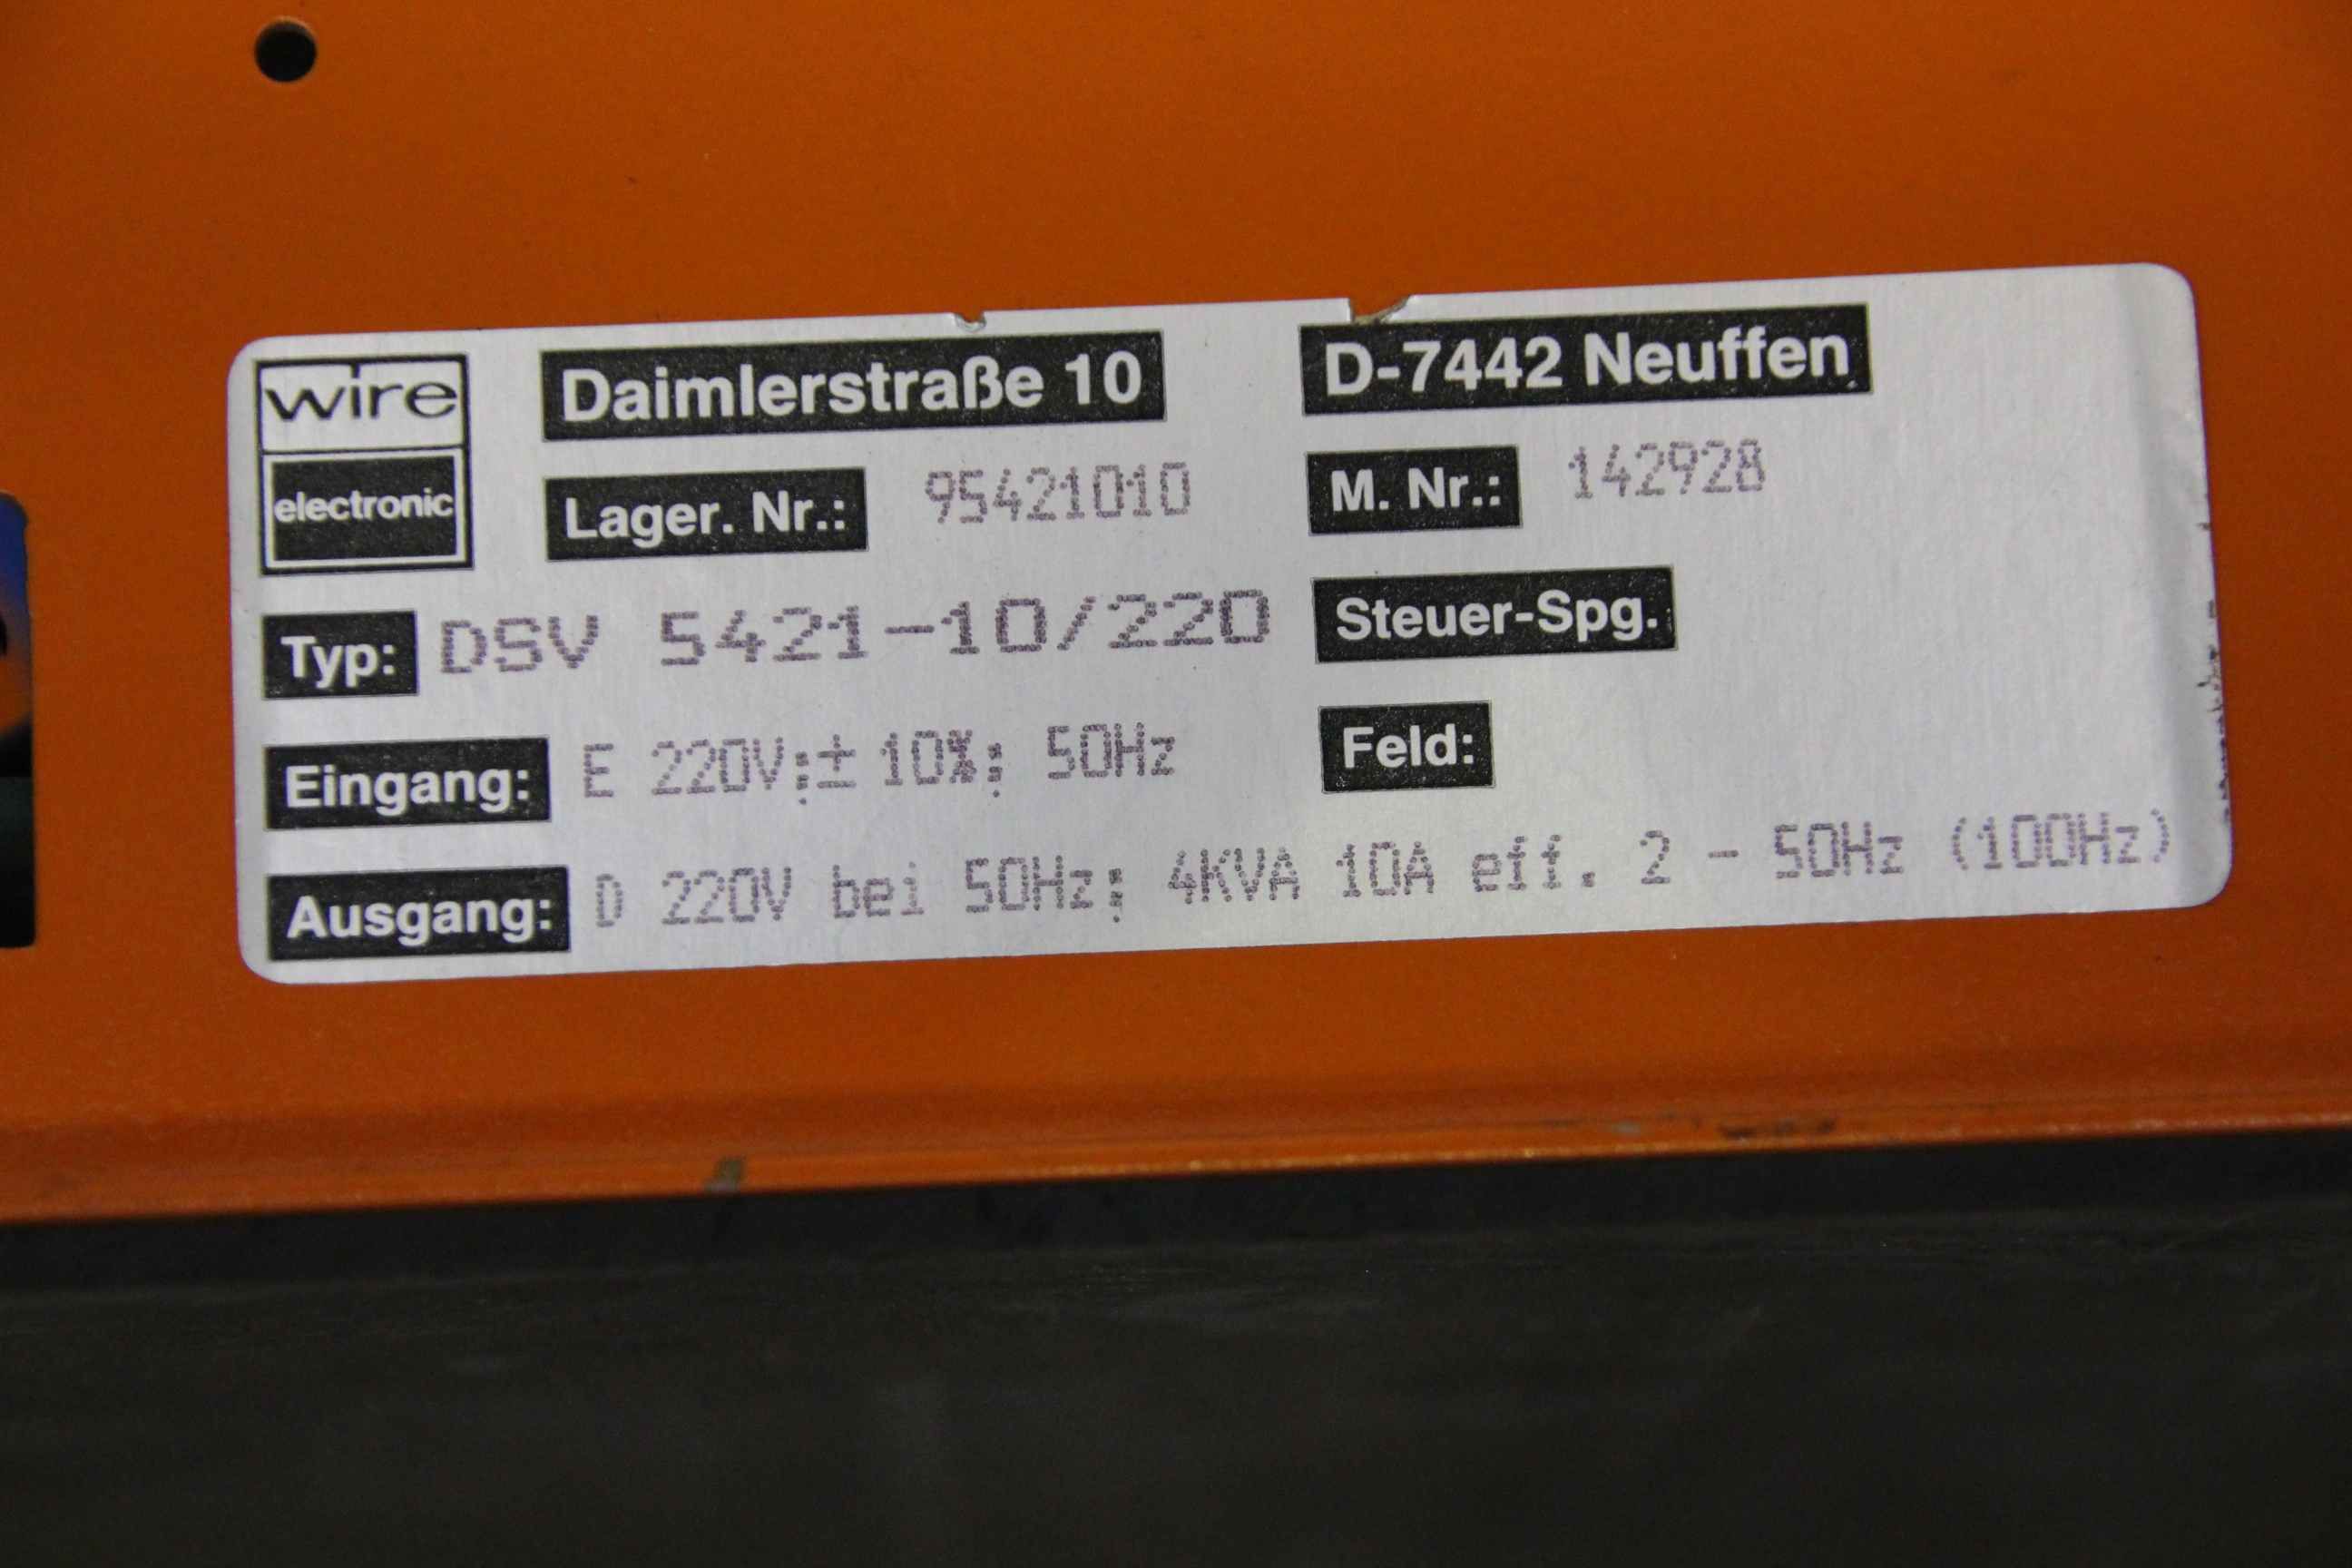 wire
electronic
Daimlerstraße 10 D-7442 Neuffen
Lager. Nr.: 95421010 M. Nr.: 142928
Typ: DSV 5421-10/220 Steuer-Spg.
Eingang: E 220V;± 10%; 50Hz Feld:
Ausgang: D 220V bei 50Hz; 4KVA 10A eff. 2 - 50Hz (100Hz)